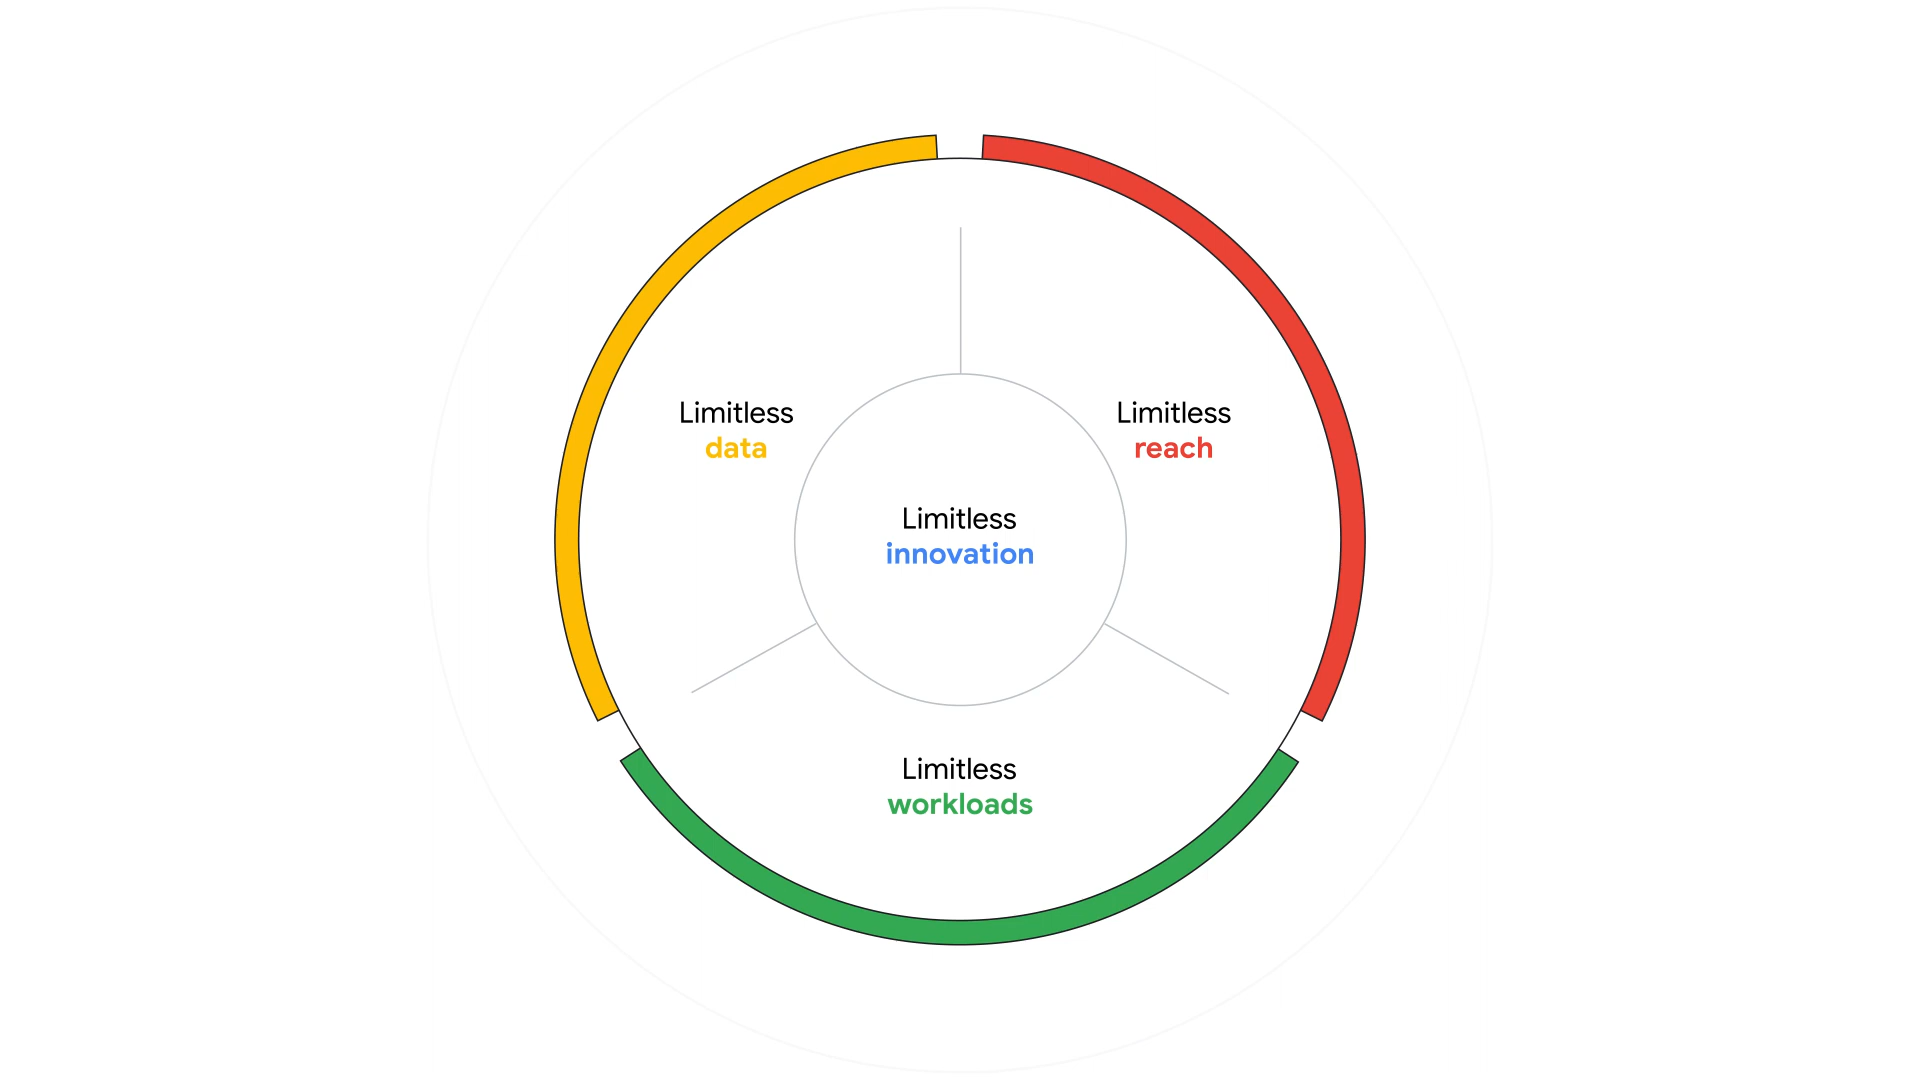 Limitless
data
Limitless
reach
Limitless
innovation
Limitless
workloads